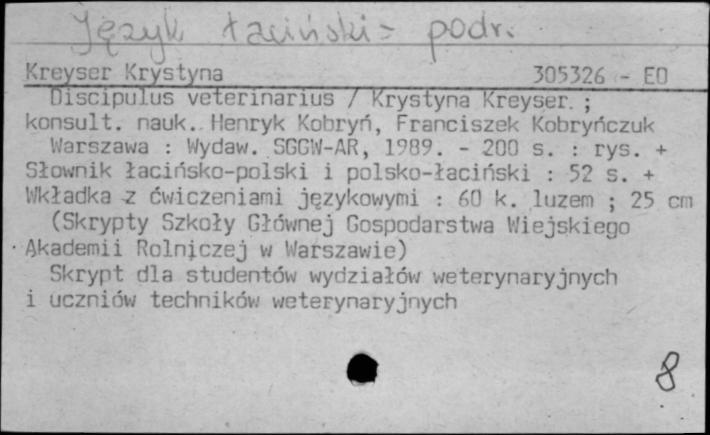 Język łaciński - podr.
Kreyser Krystyna 305326 - EO
Discipulus veterinarius / Krystyna Kreyser. ;
konsult. nauk. Henryk Kobryń, Franciszek Kobryńczuk
Warszawa : Wydaw. SGGW-AR, 1989. - 200 s. : rys. +
Słownik łacińsko-polski i polsko-łaciński : 52 s. +
Wkładka z ćwiczeniami językowymi : 60 k. luzem ; 25 cm
(Skrypty Szkoły Głównej Gospodarstwa Wiejskiego
Akademii Rolniczej w Warszawie)
Skrypt dla studentów wydziałów weterynaryjnych
i uczniów techników weterynaryjnych
8